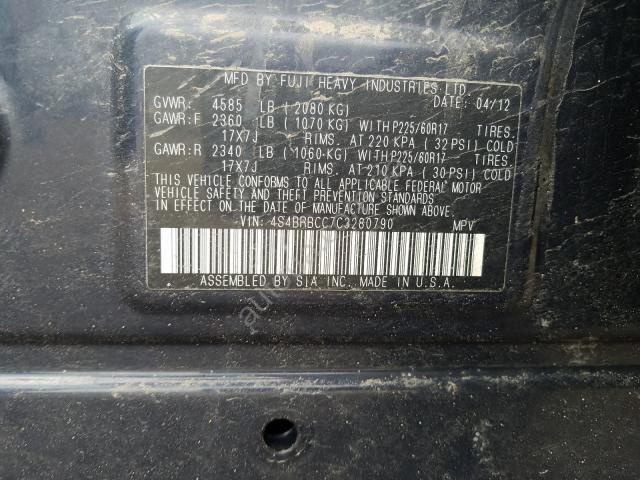 MFD BY FUJI HEAVY INDUSTRIES LTD.
GVWR: 4585 LB (2080 KG) DATE: 04/12
GAWR:F 2360 LB (1070 KG) WITH P225/60R17 TIRES.
17X7J RIMS. AT 220 KPA (32 PSI) COLD
GAWR:R 2340 LB (1060-KG) WITH P225/60R17 TIRES.
17X7J RIMS. AT 210 KPA (30 PSI) COLD
THIS VEHICLE CONFORMS TO ALL APPLICABLE FEDERAL MOTOR
VEHICLE SAFETY AND THEFT PREVENTION STANDARDS
IN EFFECT ON THE DATE OF MANUFACTURE SHOWN ABOVE.
VIN: 4S4BRBCC7C3280790 MPV
ASSEMBLED BY SIA INC. MADE IN U.S.A.